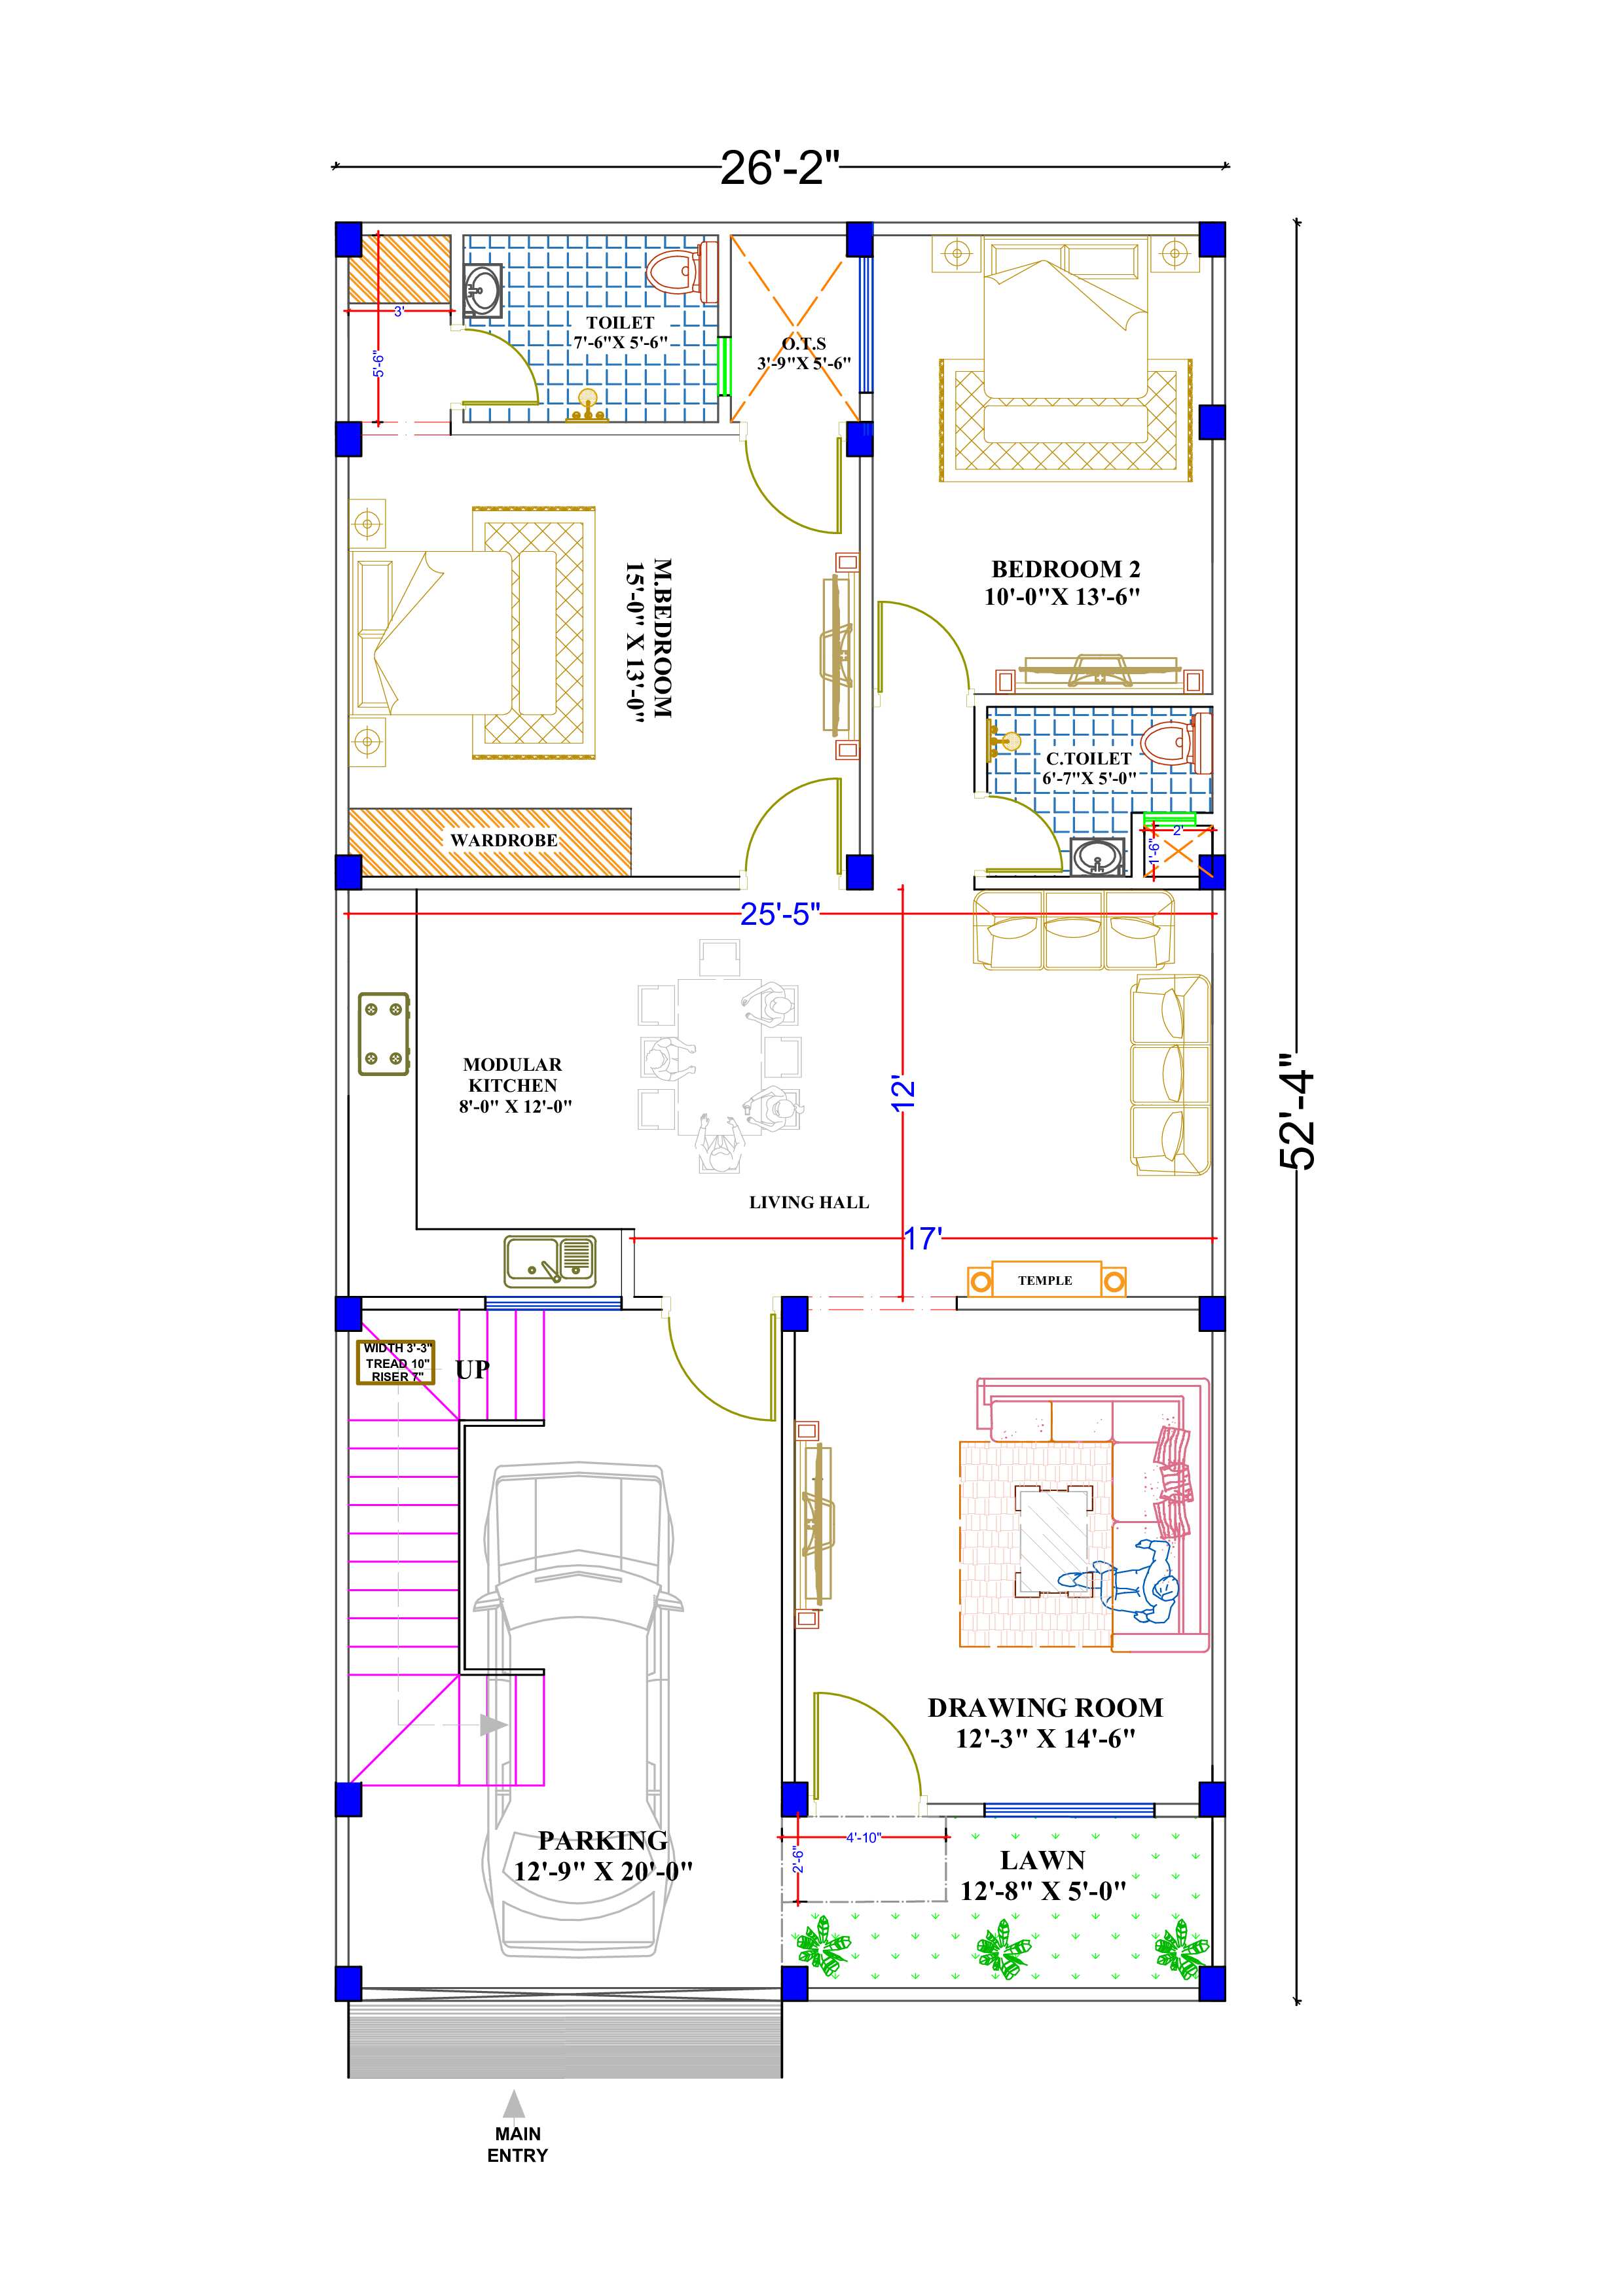 26'-2"
52'-4"
3'
5'-6"
TOILET
7'-6"X 5'-6"
O.T.S
3'-9"X 5'-6"
M.BEDROOM
15'-0" X 13'-0"
BEDROOM 2
10'-0"X 13'-6"
C.TOILET
6'-7"X 5'-0"
2'
1'-6"
WARDROBE
25'-5"
12'
MODULAR
KITCHEN
8'-0" X 12'-0"
LIVING HALL
17'
TEMPLE
WIDTH 3'-3"
TREAD 10"
RISER 7"
UP
DRAWING ROOM
12'-3" X 14'-6"
PARKING
12'-9" X 20'-0"
4'-10"
2'-6"
LAWN
12'-8" X 5'-0"
MAIN
ENTRY